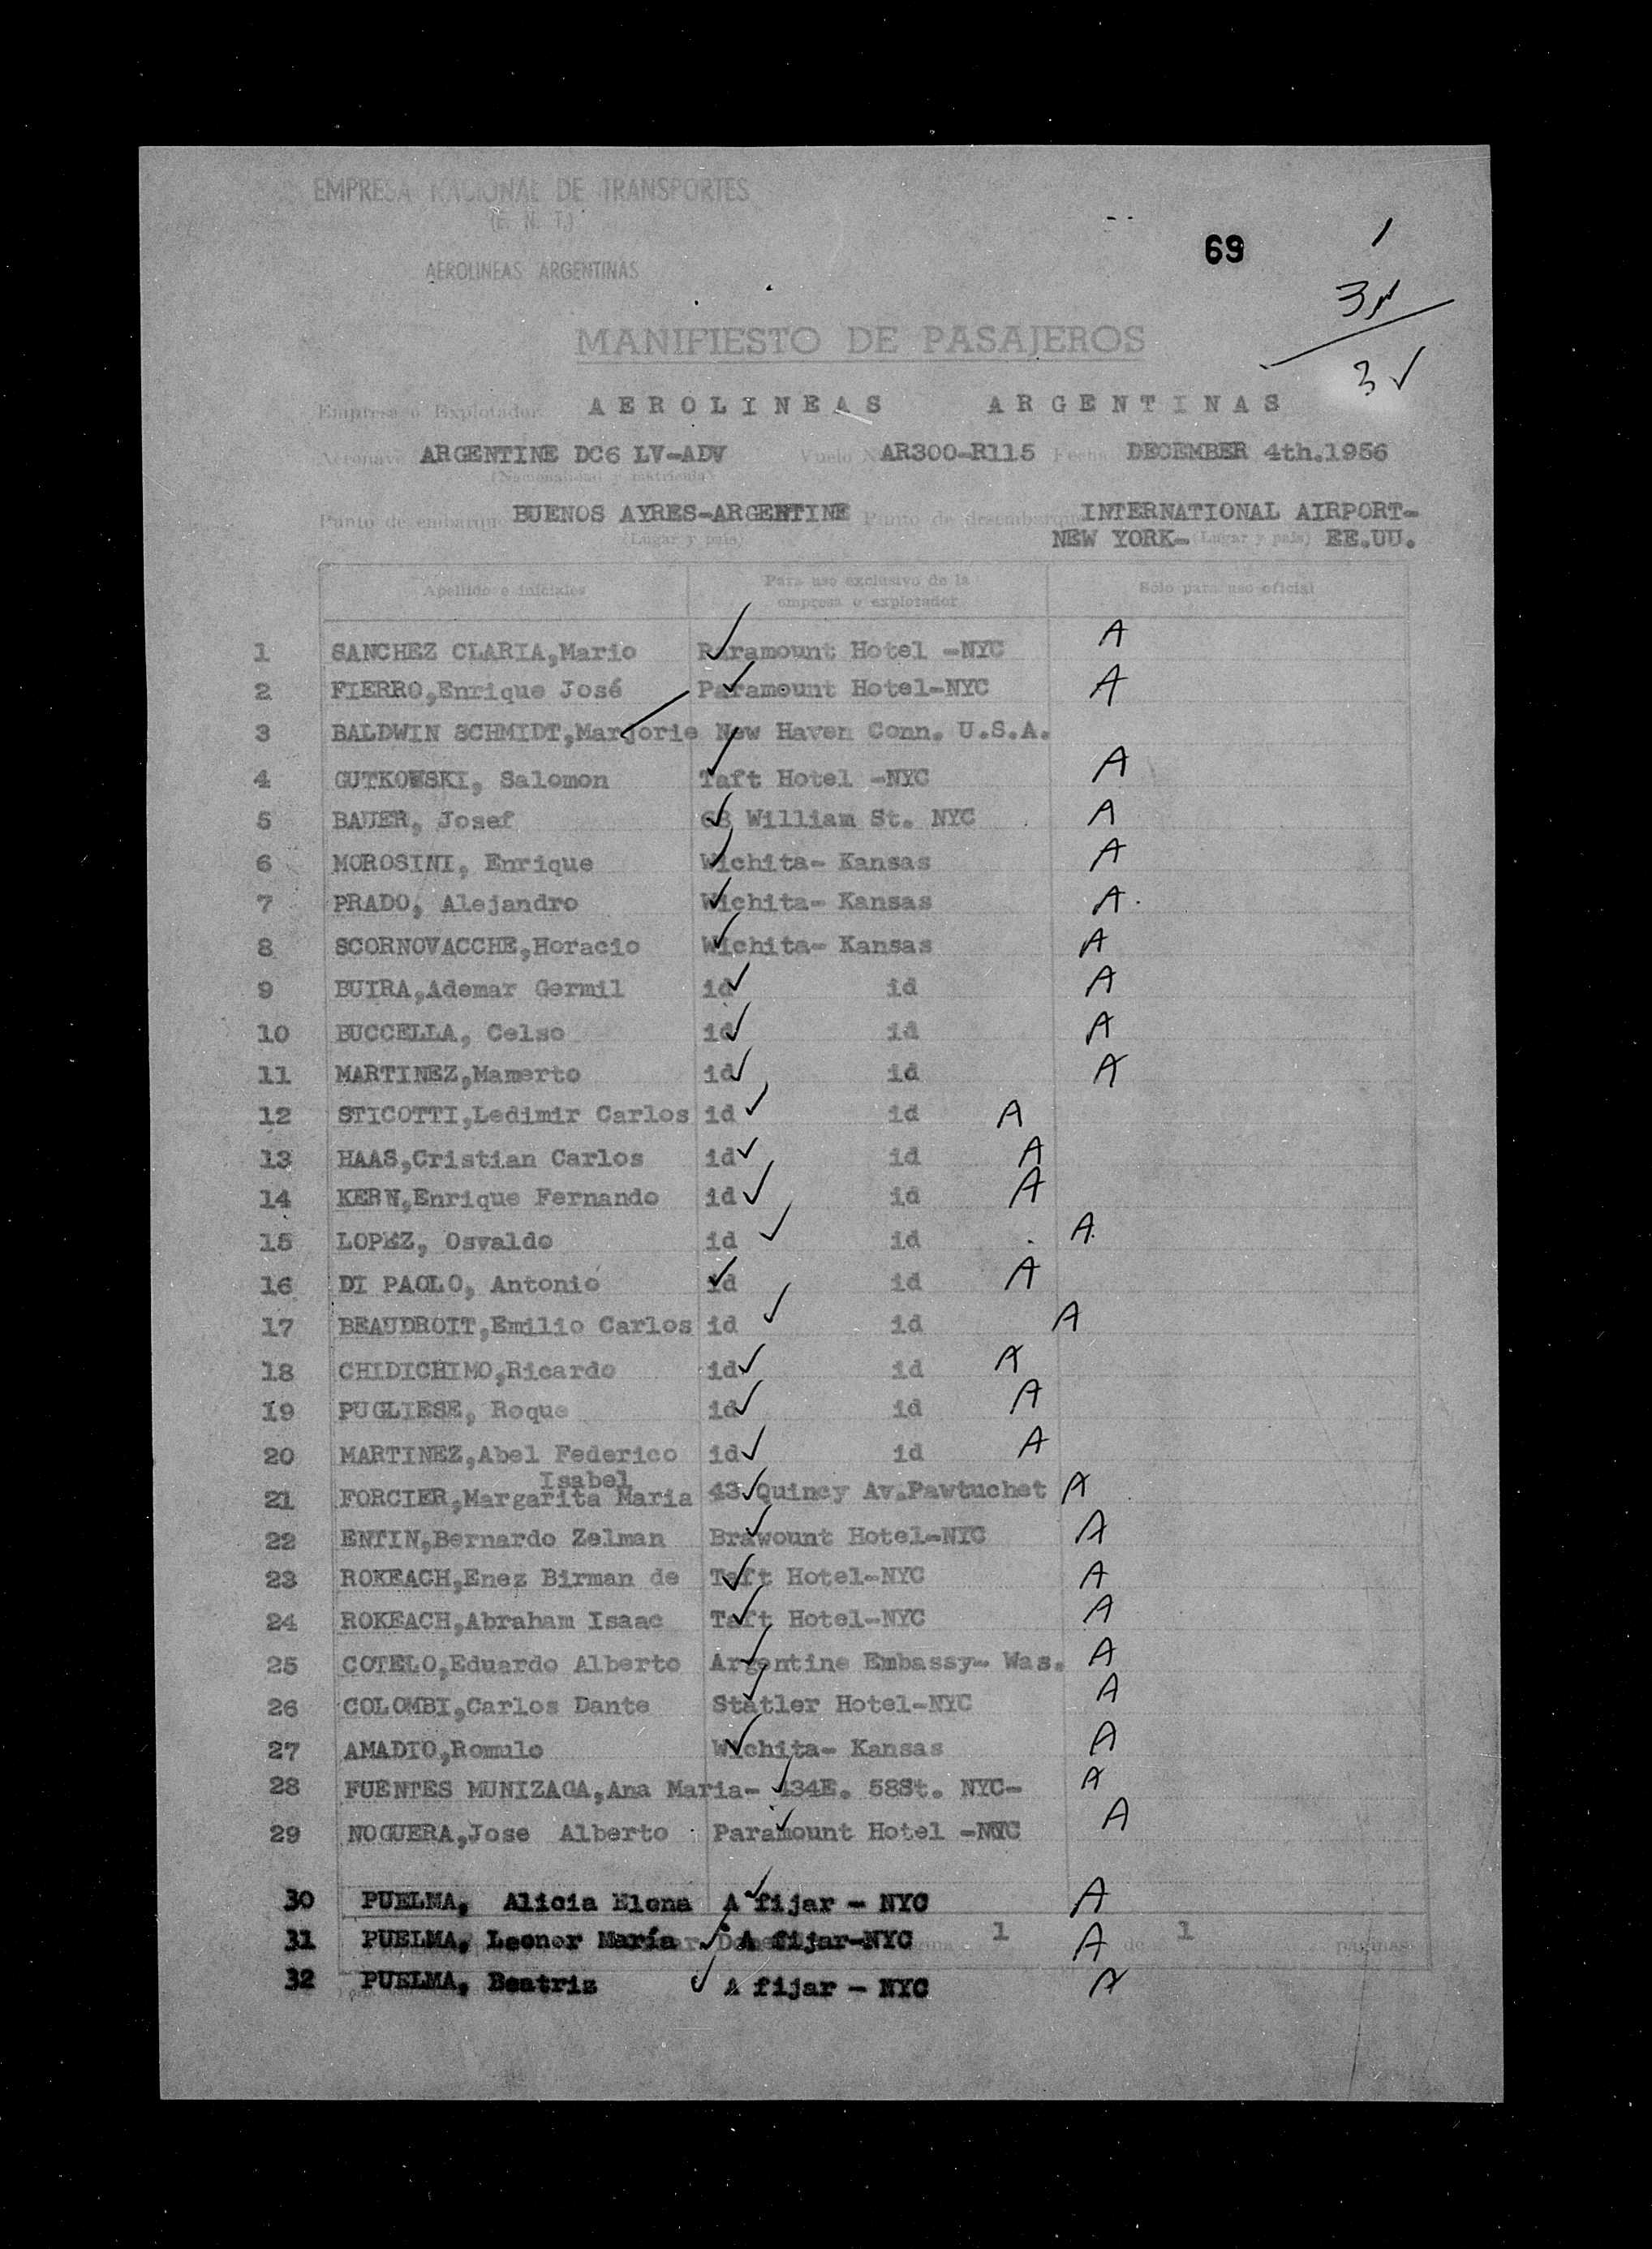 EMPRESA NACIONAL DE TRANSPORTES
(E. N. T.)
AEROLINEAS ARGENTINAS
69
MANIFIESTO DE PASAJEROS
Empresa o Explotador AEROLINEAS ARGENTINAS
Aeronave ARGENTINE DC6 LV-ADV Vuelo N AR300-R115 Fecha DECEMBER 4th.1956
(Nacionalidad y matrícula)
Punto de embarque BUENOS AYRES-ARGENTINE Punto de desembarque INTERNATIONAL AIRPORT-
(Lugar y país) NEW YORK- (Lugar y país) EE.UU.
Apellido e iniciales Para uso exclusivo de la empresa o explotador Sólo para uso oficial
1 SANCHEZ CLARIA,Mario Paramount Hotel -NYC A
2 FIERRO,Enrique José Paramount Hotel-NYC A
3 BALDWIN SCHMIDT,Marjorie New Haven Conn. U.S.A.
4 GUTKOWSKI, Salomon Taft Hotel -NYC A
5 BAUER, Josef 68 William St. NYC A
6 MOROSINI, Enrique Wichita- Kansas A
7 PRADO, Alejandro Wichita- Kansas A
8 SCORNOVACCHE,Horacio Wichita- Kansas A
9 BUIRA,Ademar Germil id id A
10 BUCCELLA, Celso id id A
11 MARTINEZ,Mamerto id id A
12 STICOTTI,Ledimir Carlos id id A
13 HAAS,Cristian Carlos id id A
14 KERN,Enrique Fernando id id A
15 LOPEZ, Osvaldo id id A
16 DI PAOLO, Antonio id id A
17 BEAUDROIT,Emilio Carlos id id A
18 CHIDICHIMO,Ricardo id id A
19 PUGLIESE, Roque id id A
20 MARTINEZ,Abel Federico id id A
Isabel
21 FORCIER,Margarita Maria 43 Quincy Av.Pawtuchet A
22 ENTIN,Bernardo Zelman Brawount Hotel-NYC A
23 ROKEACH,Enez Birman de Taft Hotel-NYC A
24 ROKEACH,Abraham Isaac Taft Hotel-NYC A
25 COTELO,Eduardo Alberto Argentine Embassy- Was. A
26 COLOMBI,Carlos Dante Statler Hotel-NYC A
27 AMADIO,Romulo Wichita- Kansas A
28 FUENTES MUNIZAGA,Ana Maria- 434E. 58St. NYC- A
29 NOGUERA,Jose Alberto Paramount Hotel -NYC A
30 PUELMA, Alicia Elena A fijar - NYC A
31 PUELMA, Leonor María A fijar-NYC 1 A de 1 páginas
32 PUELMA, Beatriz A fijar - NYC A